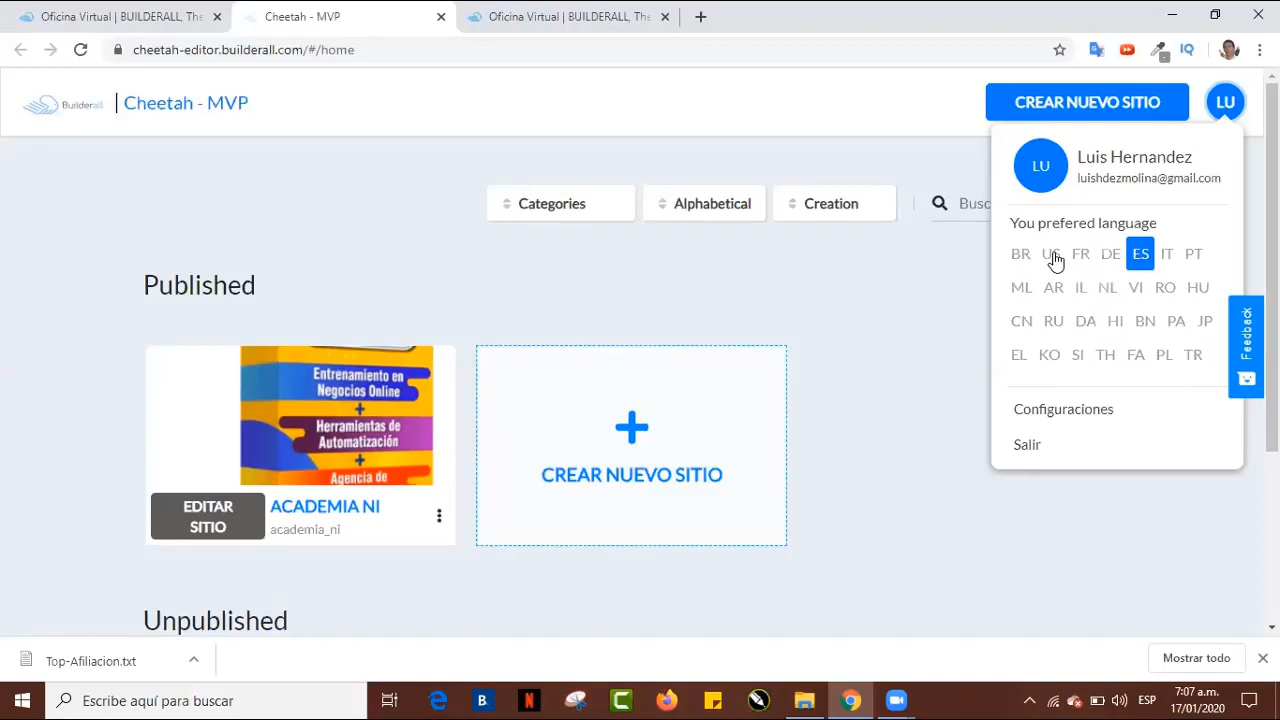 Oficina Virtual | BUILDERALL, The
Cheetah - MVP
Oficina Virtual | BUILDERALL, The
cheetah-editor.builderall.com/#/home
Builderall
Cheetah - MVP
CREAR NUEVO SITIO
LU
LU
Luis Hernandez
luishdezmolina@gmail.com
Categories
Alphabetical
Creation
Busc
You prefered language
BR US FR DE ES IT PT
ML AR IL NL VI RO HU
CN RU DA HI BN PA JP
EL KO SI TH FA PL TR
Configuraciones
Salir
Feedback
Published
Entrenamiento en
Negocios Online
+
Herramientas de
Automatización
+
Agencia de
EDITAR
SITIO
ACADEMIA NI
academia_ni
+
CREAR NUEVO SITIO
Unpublished
Top-Afiliacion.txt
Mostrar todo
Escribe aquí para buscar
ESP
7:07 a.m.
17/01/2020